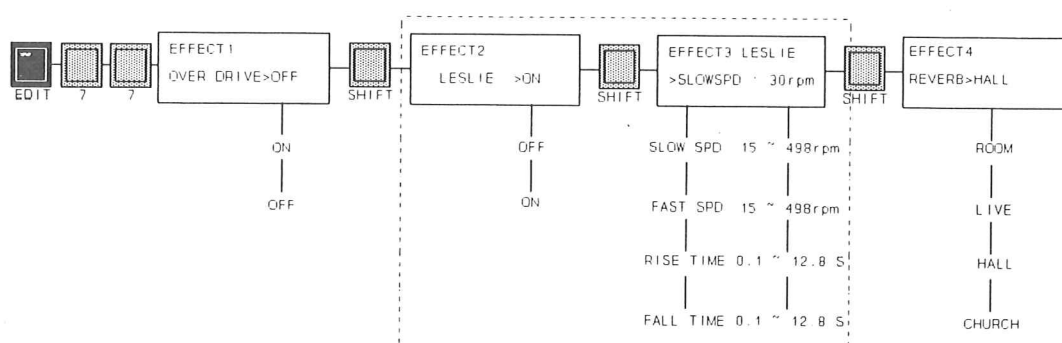 EFFECT1
OVER DRIVE>OFF
EDIT
7
7
ON
OFF
SHIFT
EFFECT2
LESLIE >ON
OFF
ON
SHIFT
EFFECT3 LESLIE
>SLOWSPD · 30rpm
SLOW SPD 15 ~ 498rpm
FAST SPD 15 ~ 498rpm
RISE TIME 0.1 ~ 12.8 S
FALL TIME 0.1 ~ 12.8 S
SHIFT
EFFECT4
REVERB>HALL
ROOM
LIVE
HALL
CHURCH